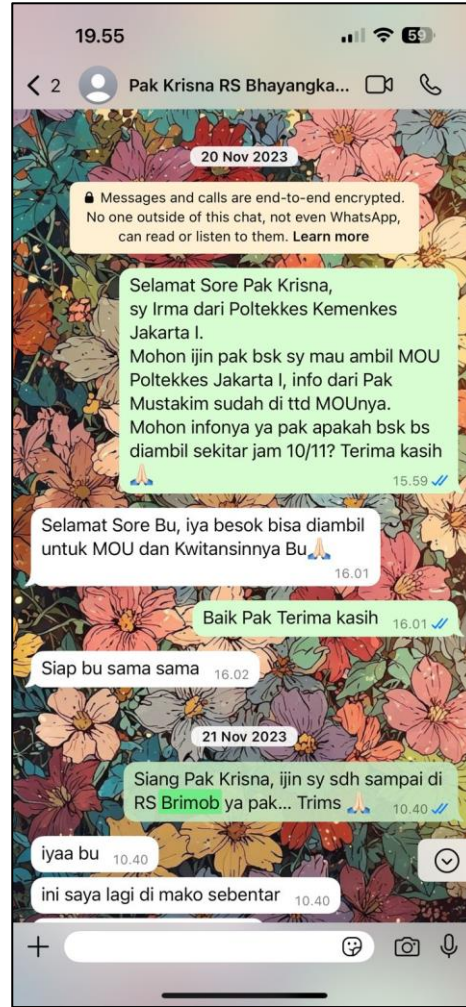 19.55
59
2
Pak Krisna RS Bhayangka...
20 Nov 2023
Messages and calls are end-to-end encrypted.
No one outside of this chat, not even WhatsApp,
can read or listen to them. Learn more
Selamat Sore Pak Krisna,
sy Irma dari Poltekkes Kemenkes
Jakarta I.
Mohon ijin pak bsk sy mau ambil MOU
Poltekkes Jakarta I, info dari Pak
Mustakim sudah di ttd MOUnya.
Mohon infonya ya pak apakah bsk bs
diambil sekitar jam 10/11? Terima kasih
🙏🏻
15.59
Selamat Sore Bu, iya besok bisa diambil
untuk MOU dan Kwitansinnya Bu🙏🏻
16.01
Baik Pak Terima kasih 16.01
Siap bu sama sama 16.02
21 Nov 2023
Siang Pak Krisna, ijin sy sdh sampai di
RS Brimob ya pak... Trims 🙏🏻 10.40
iyaa bu 10.40
ini saya lagi di mako sebentar 10.40